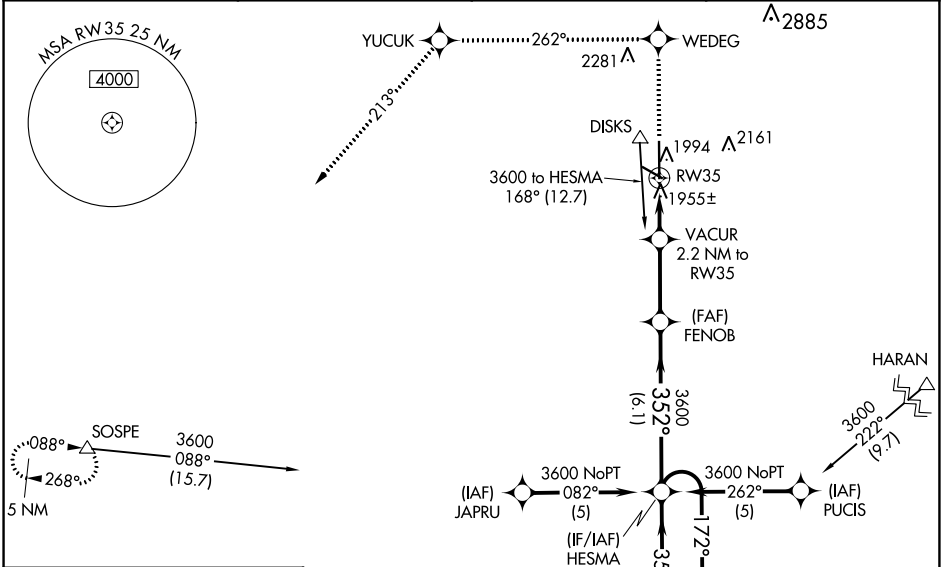 MSA RW35 25 NM
4000
YUCUK
262°
WEDEG
2281
2885
213°
DISKS
1994
2161
3600 to HESMA
168° (12.7)
RW35
1955±
VACUR
2.2 NM to
RW35
(FAF)
FENOB
HARAN
3600
222°
(9.7)
3600
352°
(6.1)
SOSPE
088°
268°
5 NM
3600
088°
(15.7)
(IAF)
JAPRU
3600 NoPT
082°
(5)
3600 NoPT
262°
(5)
(IAF)
PUCIS
(IF/IAF)
HESMA
172°